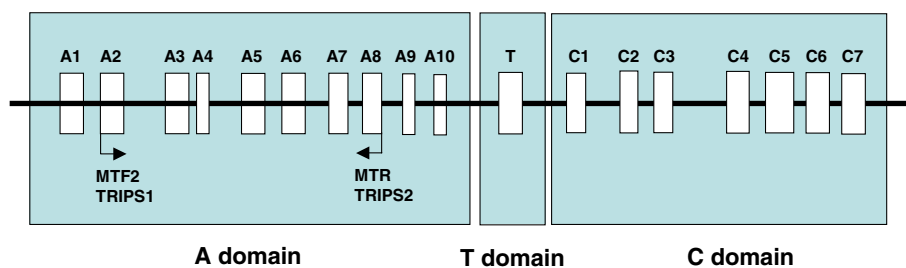 A1 A2 A3 A4 A5 A6 A7 A8 A9 A10 T C1 C2 C3 C4 C5 C6 C7
MTF2 MTR
TRIPS1 TRIPS2
A domain T domain C domain